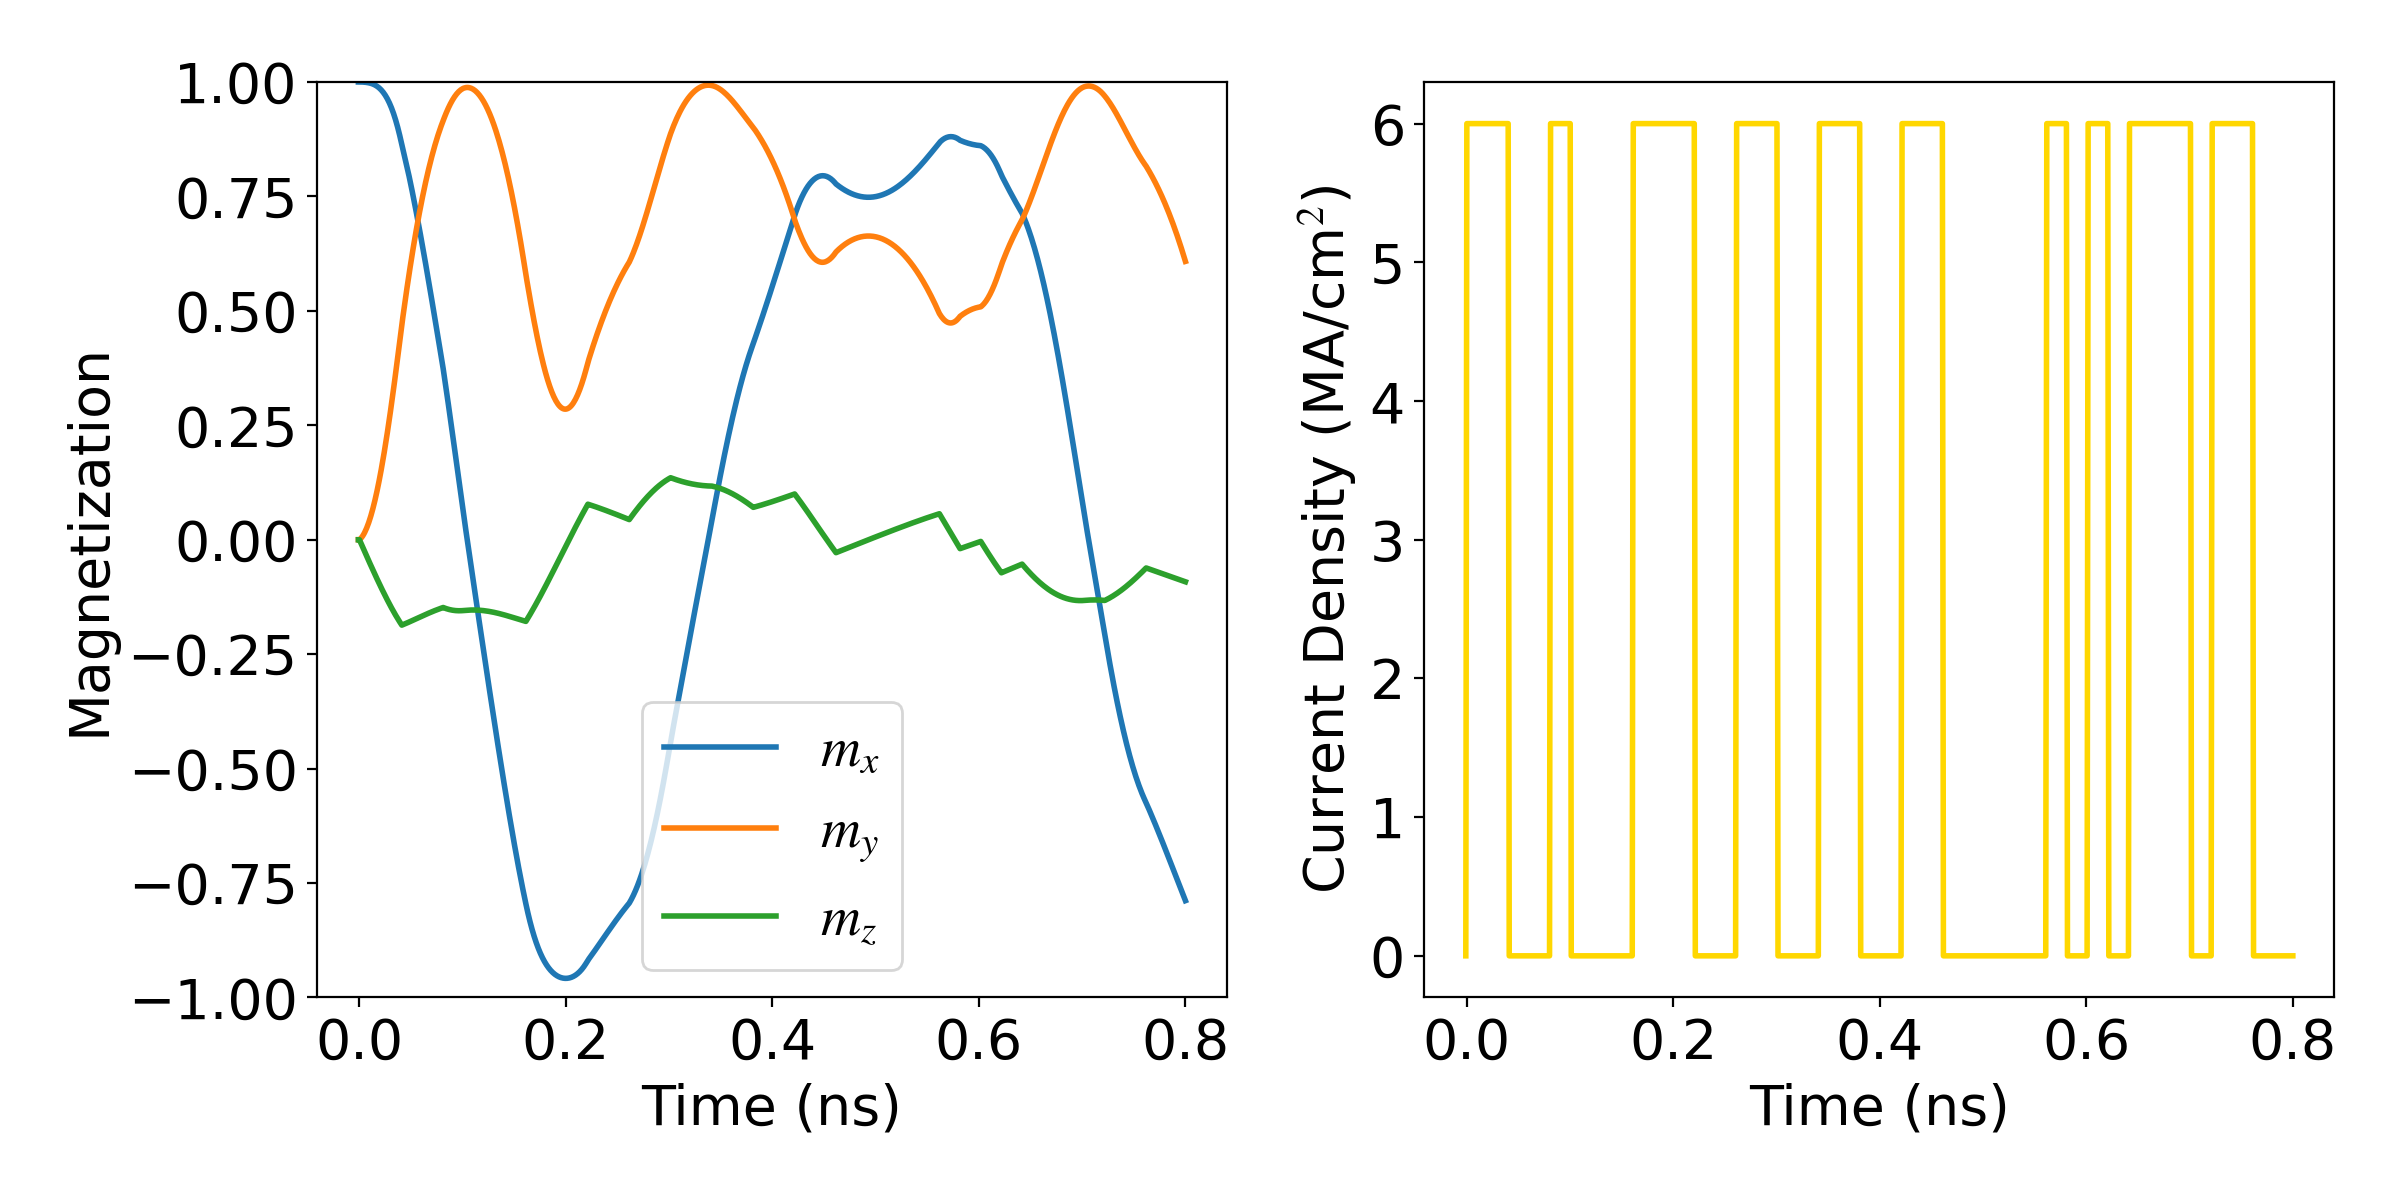 Magnetization
1.00
0.75
0.50
0.25
0.00
−0.25
−0.50
−0.75
−1.00
0.0 0.2 0.4 0.6 0.8
Time (ns)
m_x
m_y
m_z
Current Density (MA/cm²)
6
5
4
3
2
1
0
0.0 0.2 0.4 0.6 0.8
Time (ns)